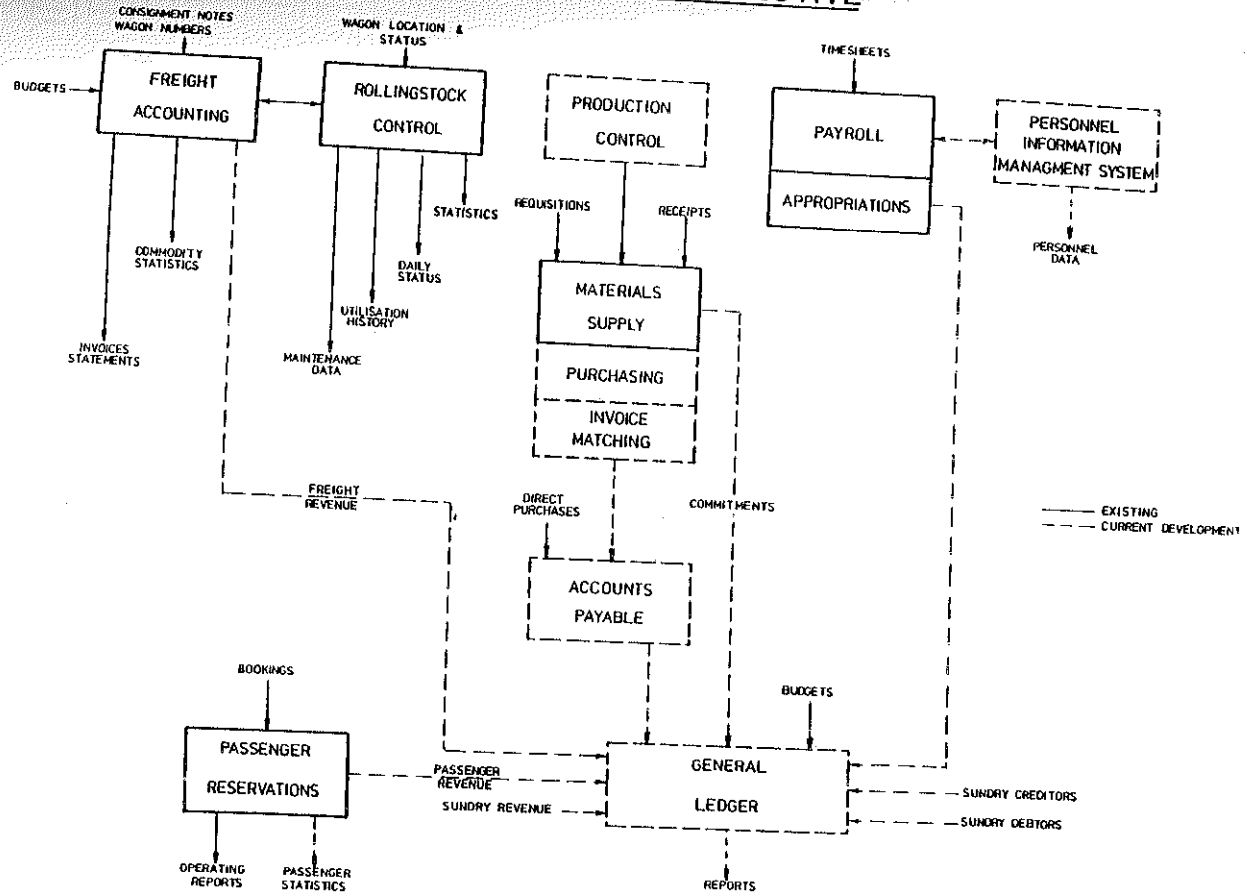 CONSIGNMENT NOTES
WAGON NUMBERS
WAGON LOCATION &
STATUS
TIMESHEETS
BUDGETS
FREIGHT
ACCOUNTING
ROLLINGSTOCK
CONTROL
PRODUCTION
CONTROL
PAYROLL
APPROPRIATIONS
PERSONNEL
INFORMATION
MANAGMENT SYSTEM
PERSONNEL
DATA
STATISTICS
REQUISITIONS
RECEIPTS
COMMODITY
STATISTICS
DAILY
STATUS
UTILISATION
HISTORY
INVOICES
STATEMENTS
MAINTENANCE
DATA
MATERIALS
SUPPLY
PURCHASING
INVOICE
MATCHING
FREIGHT
REVENUE
DIRECT
PURCHASES
COMMITMENTS
EXISTING
CURRENT DEVELOPMENT
ACCOUNTS
PAYABLE
BOOKINGS
BUDGETS
PASSENGER
RESERVATIONS
PASSENGER
REVENUE
SUNDRY REVENUE
GENERAL
LEDGER
SUNDRY CREDITORS
SUNDRY DEBTORS
OPERATING
REPORTS
PASSENGER
STATISTICS
REPORTS